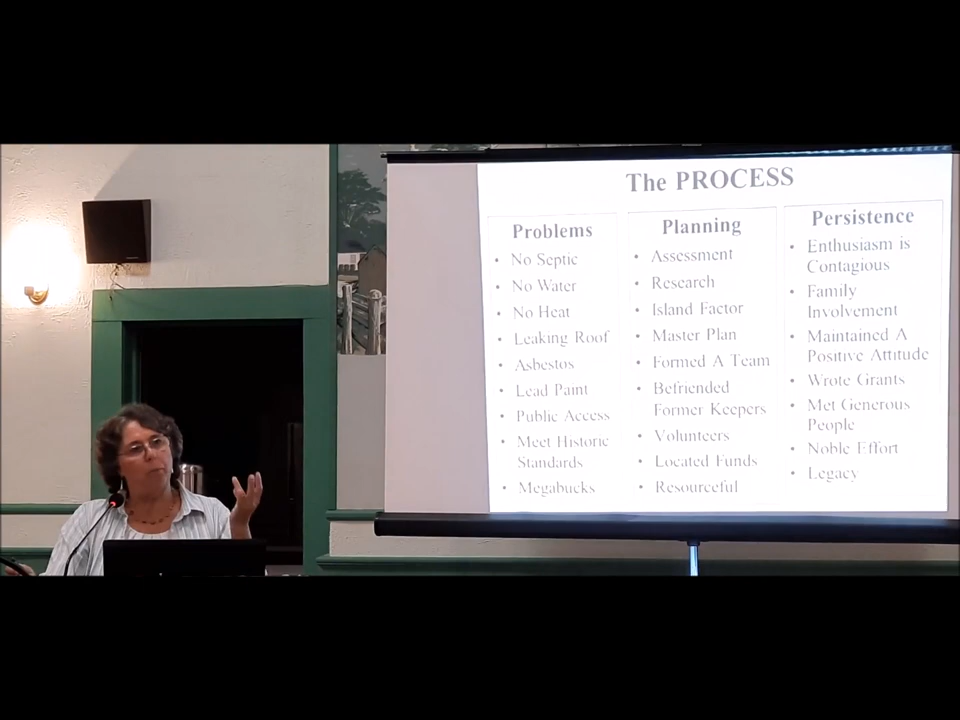 The PROCESS
Problems
• No Septic
• No Water
• No Heat
• Leaking Roof
• Asbestos
• Lead Paint
• Public Access
• Meet Historic
Standards
• Megabucks
Planning
• Assessment
• Research
• Island Factor
• Master Plan
• Formed A Team
• Befriended
Former Keepers
• Volunteers
• Located Funds
• Resourceful
Persistence
• Enthusiasm is
Contagious
• Family
Involvement
• Maintained A
Positive Attitude
• Wrote Grants
• Met Generous
People
• Noble Effort
• Legacy